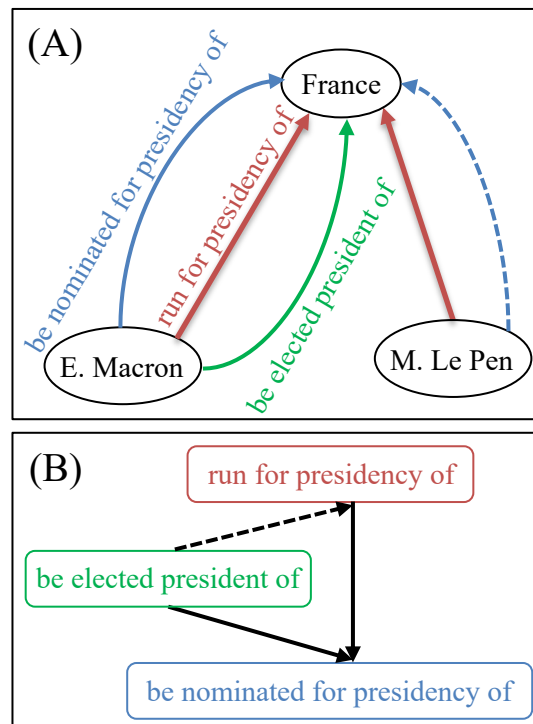 (A)
France
be nominated for presidency of
run for presidency of
be elected president of
E. Macron
M. Le Pen
(B)
run for presidency of
be elected president of
be nominated for presidency of